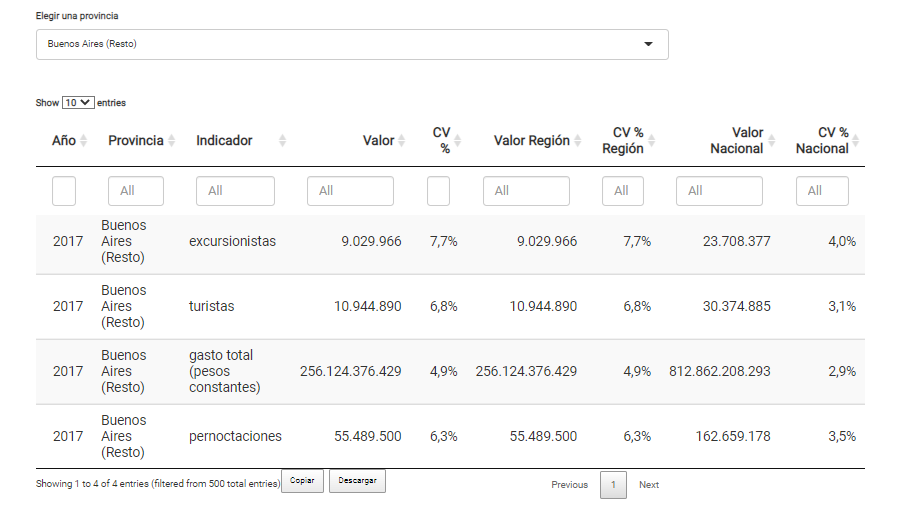 Elegir una provincia
Buenos Aires (Resto)
Show 10 entries
Año Provincia Indicador Valor CV % Valor Región CV % Región Valor Nacional CV % Nacional
All All All All All All All
2017 Buenos Aires (Resto) excursionistas 9.029.966 7,7% 9.029.966 7,7% 23.708.377 4,0%
2017 Buenos Aires (Resto) turistas 10.944.890 6,8% 10.944.890 6,8% 30.374.885 3,1%
2017 Buenos Aires (Resto) gasto total (pesos constantes) 256.124.376.429 4,9% 256.124.376.429 4,9% 812.862.208.293 2,9%
2017 Buenos Aires (Resto) pernoctaciones 55.489.500 6,3% 55.489.500 6,3% 162.659.178 3,5%
Showing 1 to 4 of 4 entries (filtered from 500 total entries) Copiar Descargar Previous 1 Next